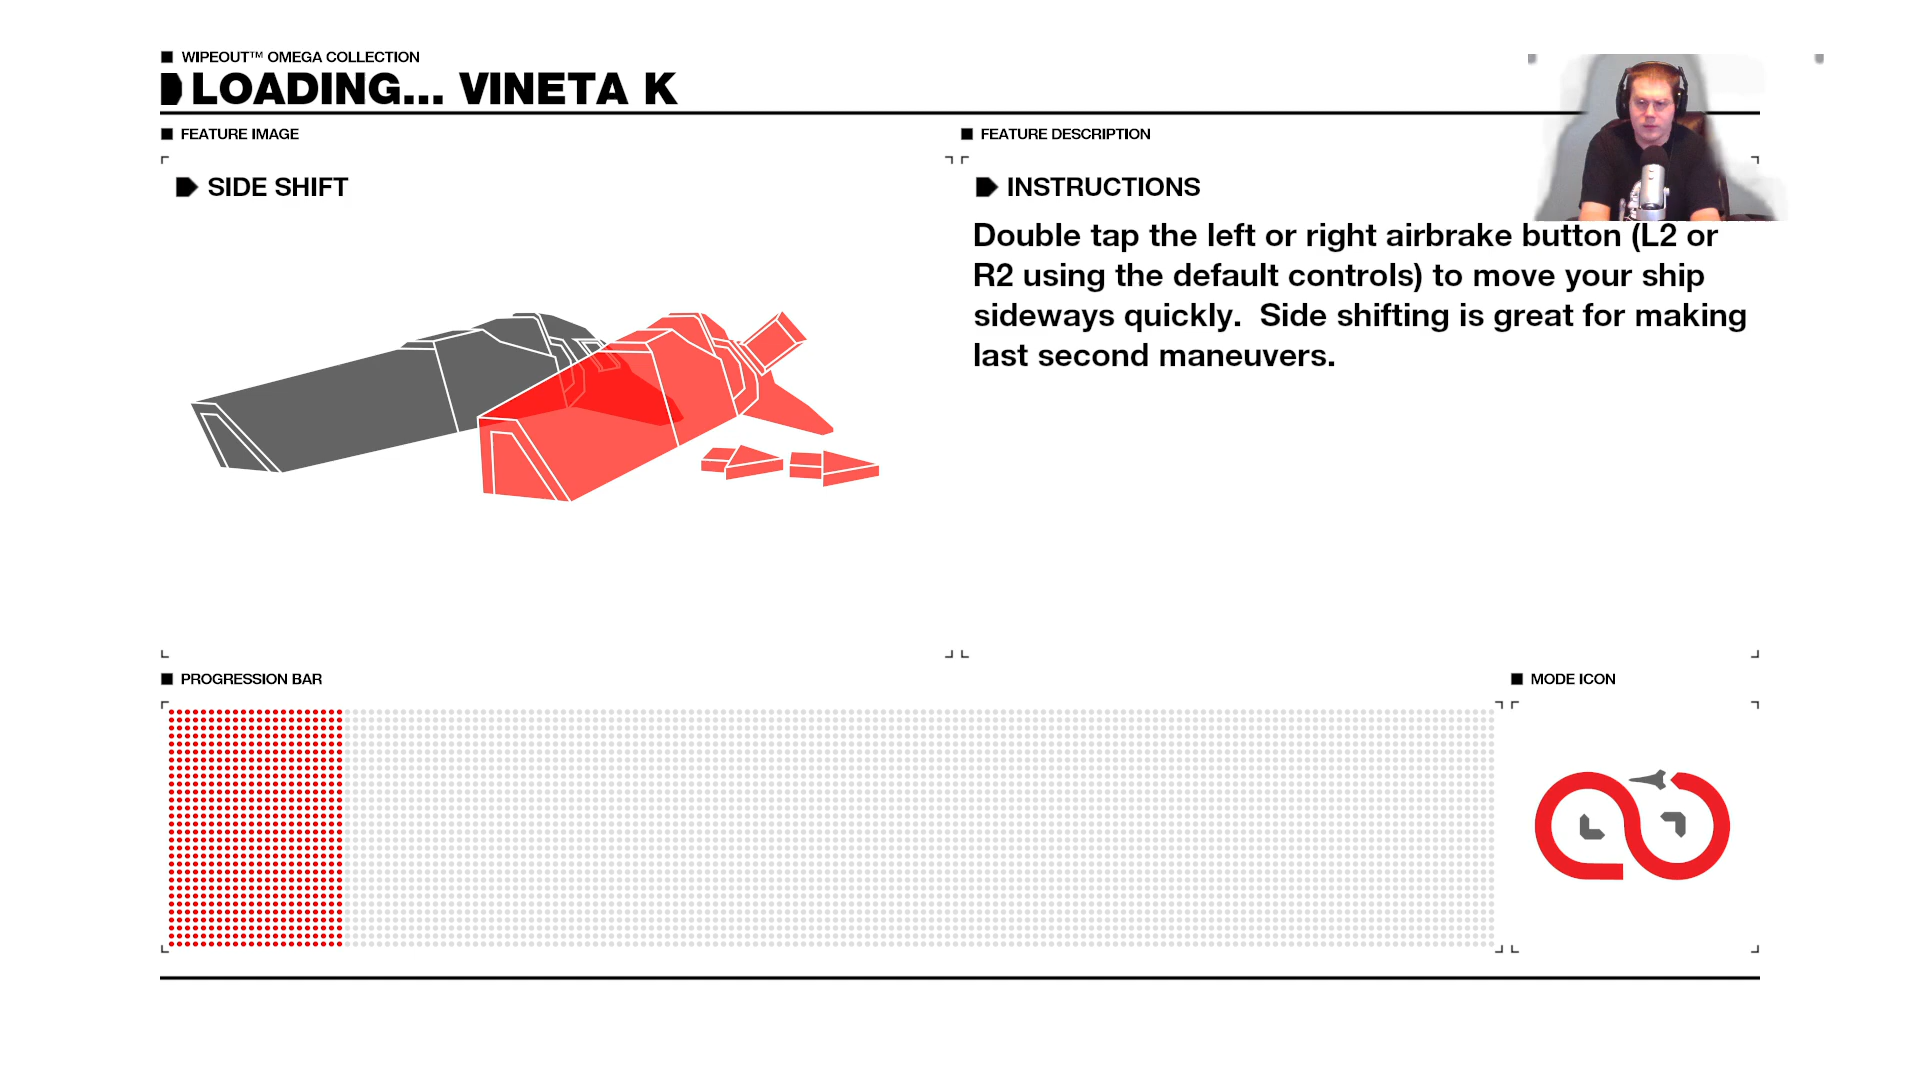 WIPEOUT™ OMEGA COLLECTION
LOADING... VINETA K
FEATURE IMAGE
SIDE SHIFT
FEATURE DESCRIPTION
INSTRUCTIONS
Double tap the left or right airbrake button (L2 or
R2 using the default controls) to move your ship
sideways quickly.  Side shifting is great for making
last second maneuvers.
PROGRESSION BAR
MODE ICON